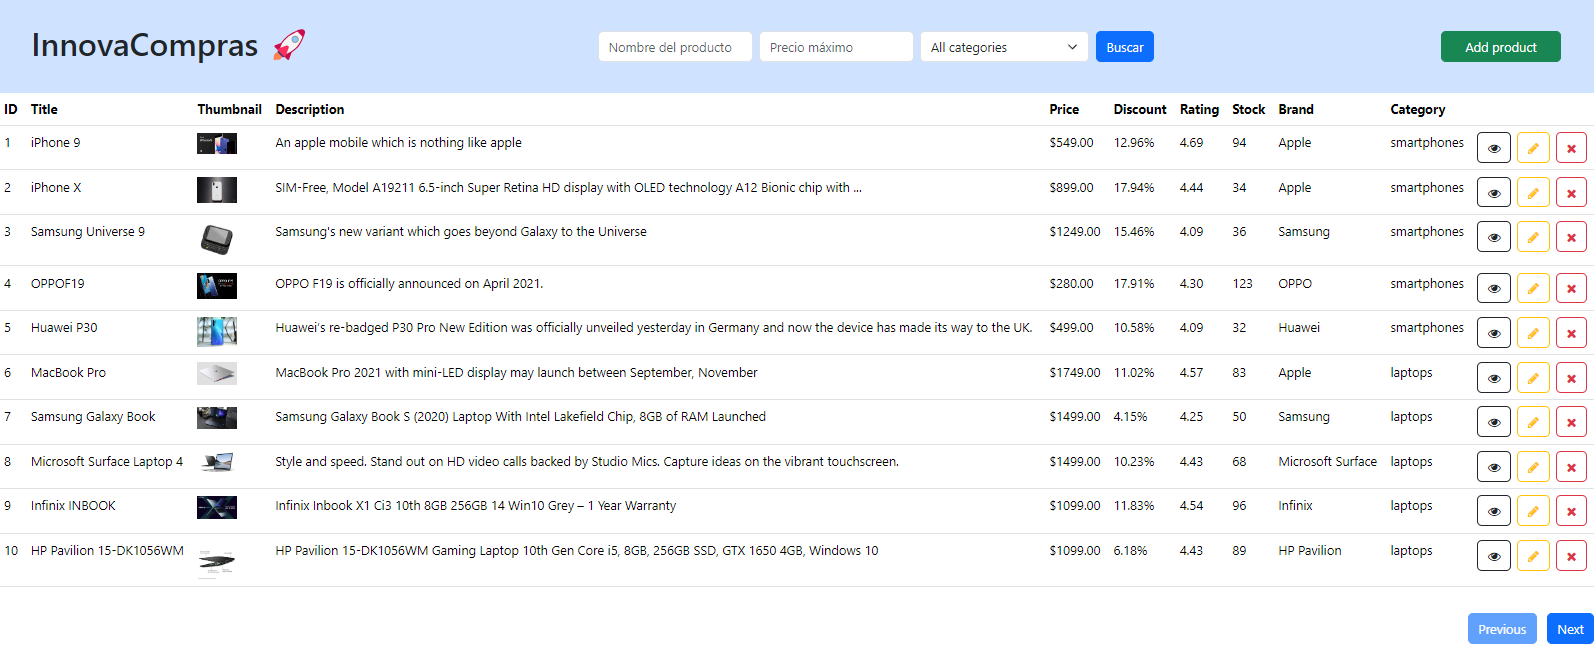 InnovaCompras 🚀
Nombre del producto Precio máximo All categories Buscar Add product
ID Title Thumbnail Description Price Discount Rating Stock Brand Category
1 iPhone 9 An apple mobile which is nothing like apple $549.00 12.96% 4.69 94 Apple smartphones
2 iPhone X SIM-Free, Model A19211 6.5-inch Super Retina HD display with OLED technology A12 Bionic chip with ... $899.00 17.94% 4.44 34 Apple smartphones
3 Samsung Universe 9 Samsung's new variant which goes beyond Galaxy to the Universe $1249.00 15.46% 4.09 36 Samsung smartphones
4 OPPOF19 OPPO F19 is officially announced on April 2021. $280.00 17.91% 4.30 123 OPPO smartphones
5 Huawei P30 Huawei’s re-badged P30 Pro New Edition was officially unveiled yesterday in Germany and now the device has made its way to the UK. $499.00 10.58% 4.09 32 Huawei smartphones
6 MacBook Pro MacBook Pro 2021 with mini-LED display may launch between September, November $1749.00 11.02% 4.57 83 Apple laptops
7 Samsung Galaxy Book Samsung Galaxy Book S (2020) Laptop With Intel Lakefield Chip, 8GB of RAM Launched $1499.00 4.15% 4.25 50 Samsung laptops
8 Microsoft Surface Laptop 4 Style and speed. Stand out on HD video calls backed by Studio Mics. Capture ideas on the vibrant touchscreen. $1499.00 10.23% 4.43 68 Microsoft Surface laptops
9 Infinix INBOOK Infinix Inbook X1 Ci3 10th 8GB 256GB 14 Win10 Grey – 1 Year Warranty $1099.00 11.83% 4.54 96 Infinix laptops
10 HP Pavilion 15-DK1056WM HP Pavilion 15-DK1056WM Gaming Laptop 10th Gen Core i5, 8GB, 256GB SSD, GTX 1650 4GB, Windows 10 $1099.00 6.18% 4.43 89 HP Pavilion laptops
Previous Next